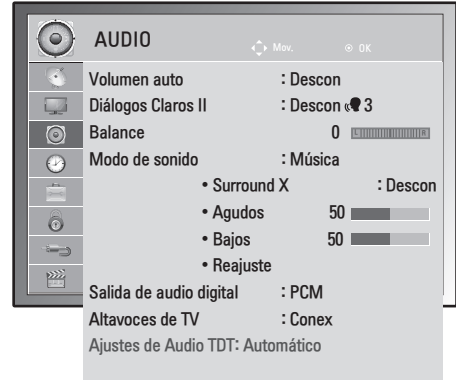 AUDIO Mov. OK
Volumen auto : Descon
Diálogos Claros II : Descon 3
Balance 0 L R
Modo de sonido : Música
• Surround X : Descon
• Agudos 50
• Bajos 50
• Reajuste
Salida de audio digital : PCM
Altavoces de TV : Conex
Ajustes de Audio TDT: Automático